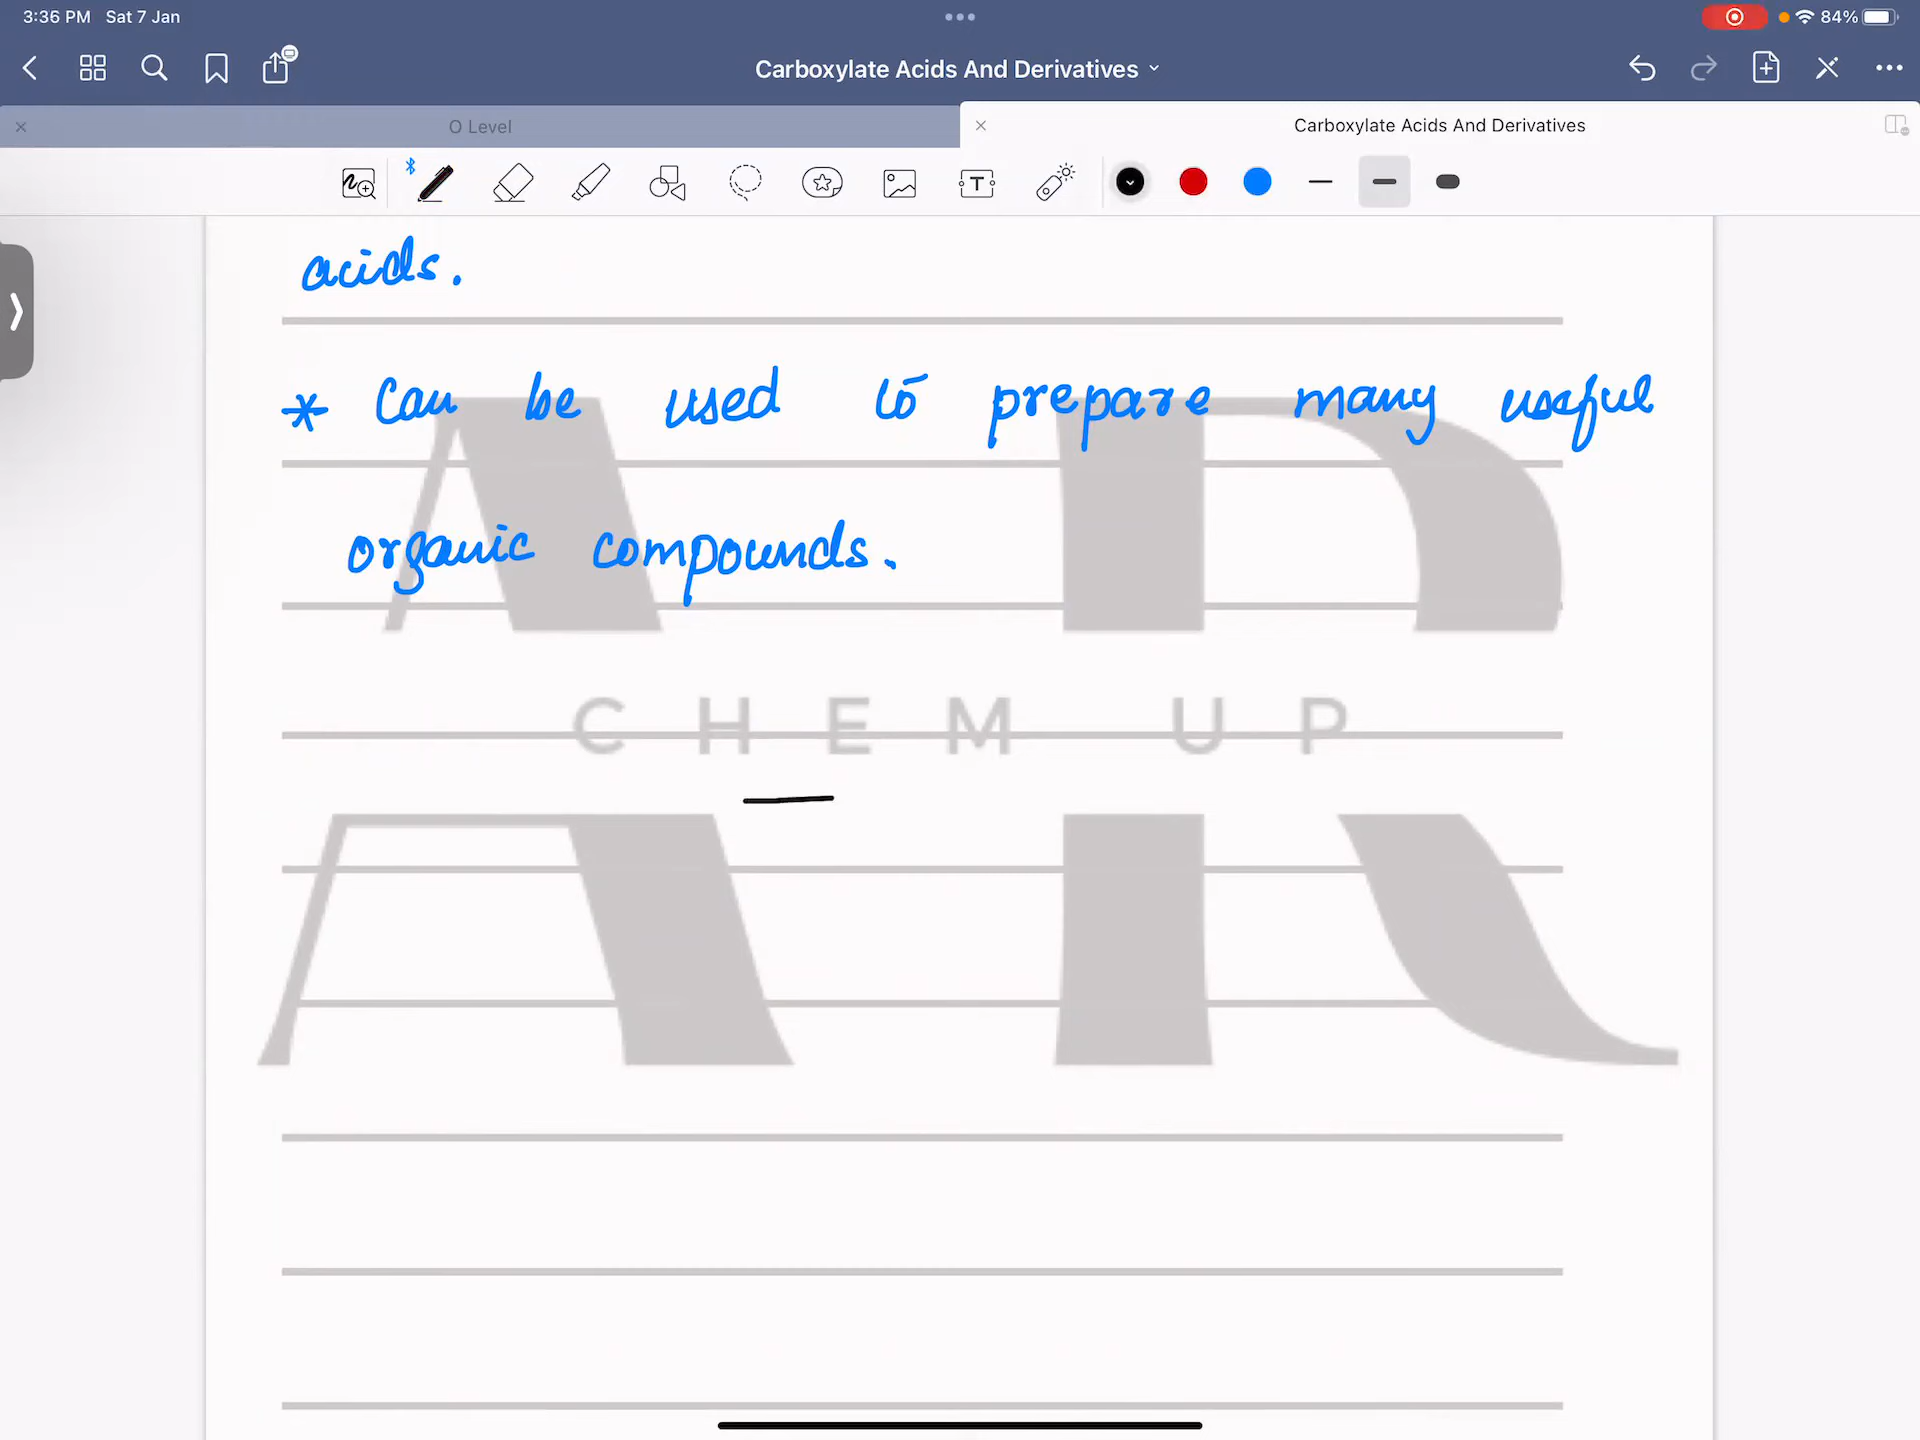 3:36 PM Sat 7 Jan
84%
Carboxylate Acids And Derivatives
O Level
Carboxylate Acids And Derivatives
T
acids.
* Can be used to prepare many useful
organic compounds.
CHEM UP
A R